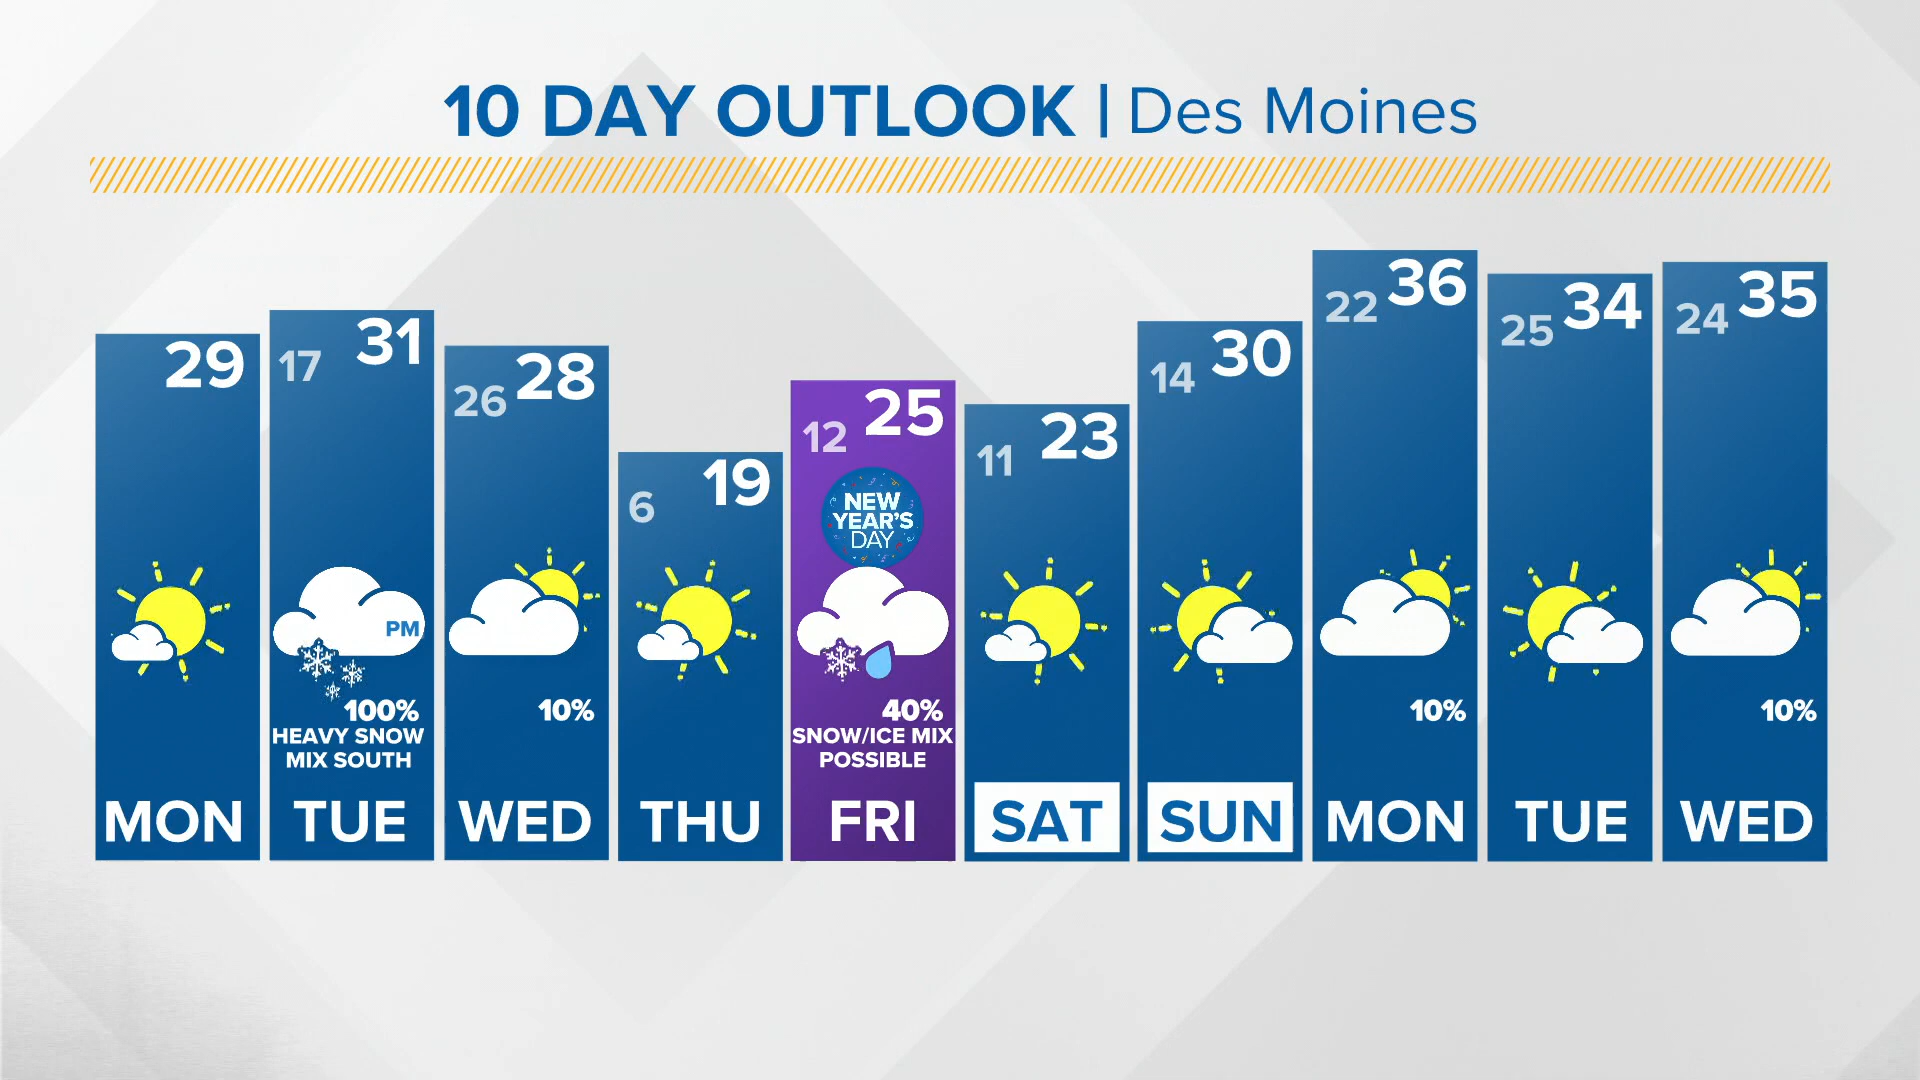 10 DAY OUTLOOK | Des Moines
29
17 31
26 28
6 19
12 25
11 23
14 30
22 36
25 34
24 35
NEW
YEAR'S
DAY
PM
100%
HEAVY SNOW
MIX SOUTH
10%
40%
SNOW/ICE MIX
POSSIBLE
10%
10%
MON TUE WED THU FRI SAT SUN MON TUE WED